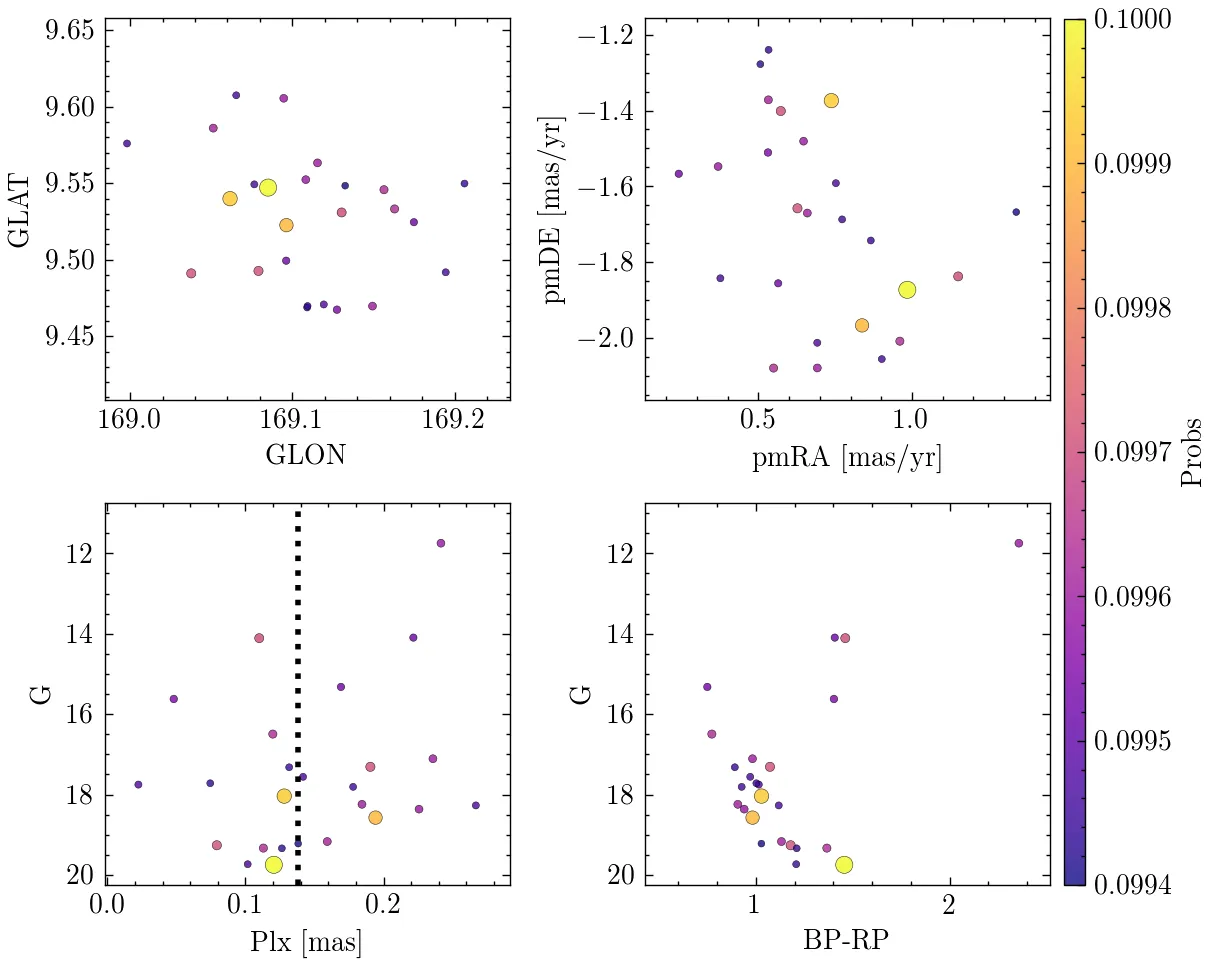 9.65
9.60
9.55
9.50
9.45
GLAT
169.0 169.1 169.2
GLON
−1.2
−1.4
−1.6
−1.8
−2.0
pmDE [mas/yr]
0.5 1.0
pmRA [mas/yr]
12
14
16
18
20
G
0.0 0.1 0.2
Plx [mas]
12
14
16
18
20
G
1 2
BP-RP
0.1000
0.0999
0.0998
0.0997
0.0996
0.0995
0.0994
Probs